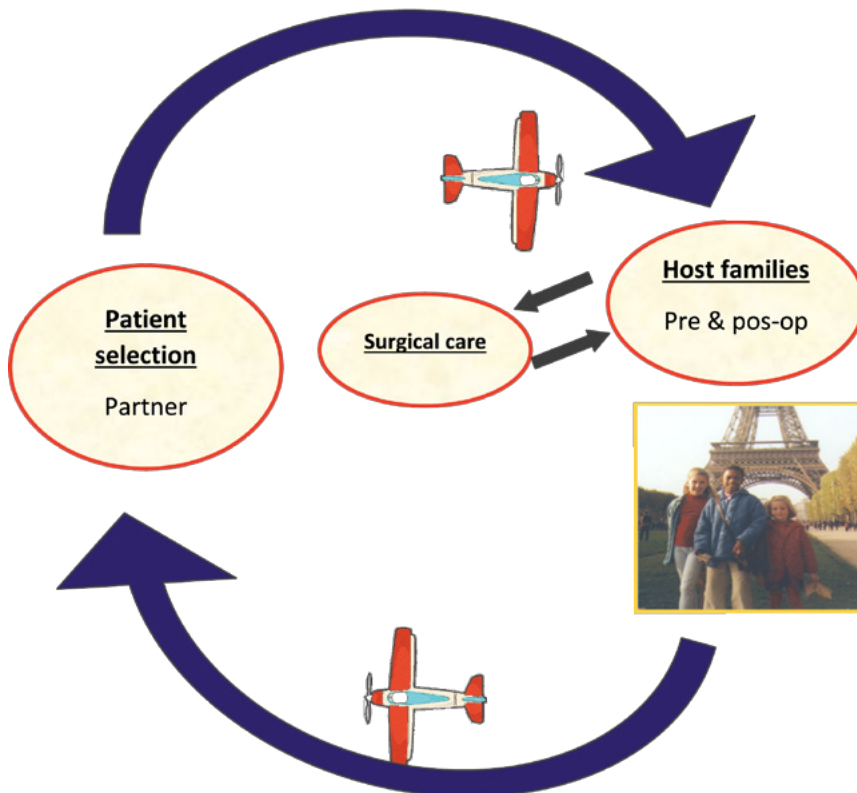 Patient
selection
Partner
Surgical care
Host families
Pre & pos-op